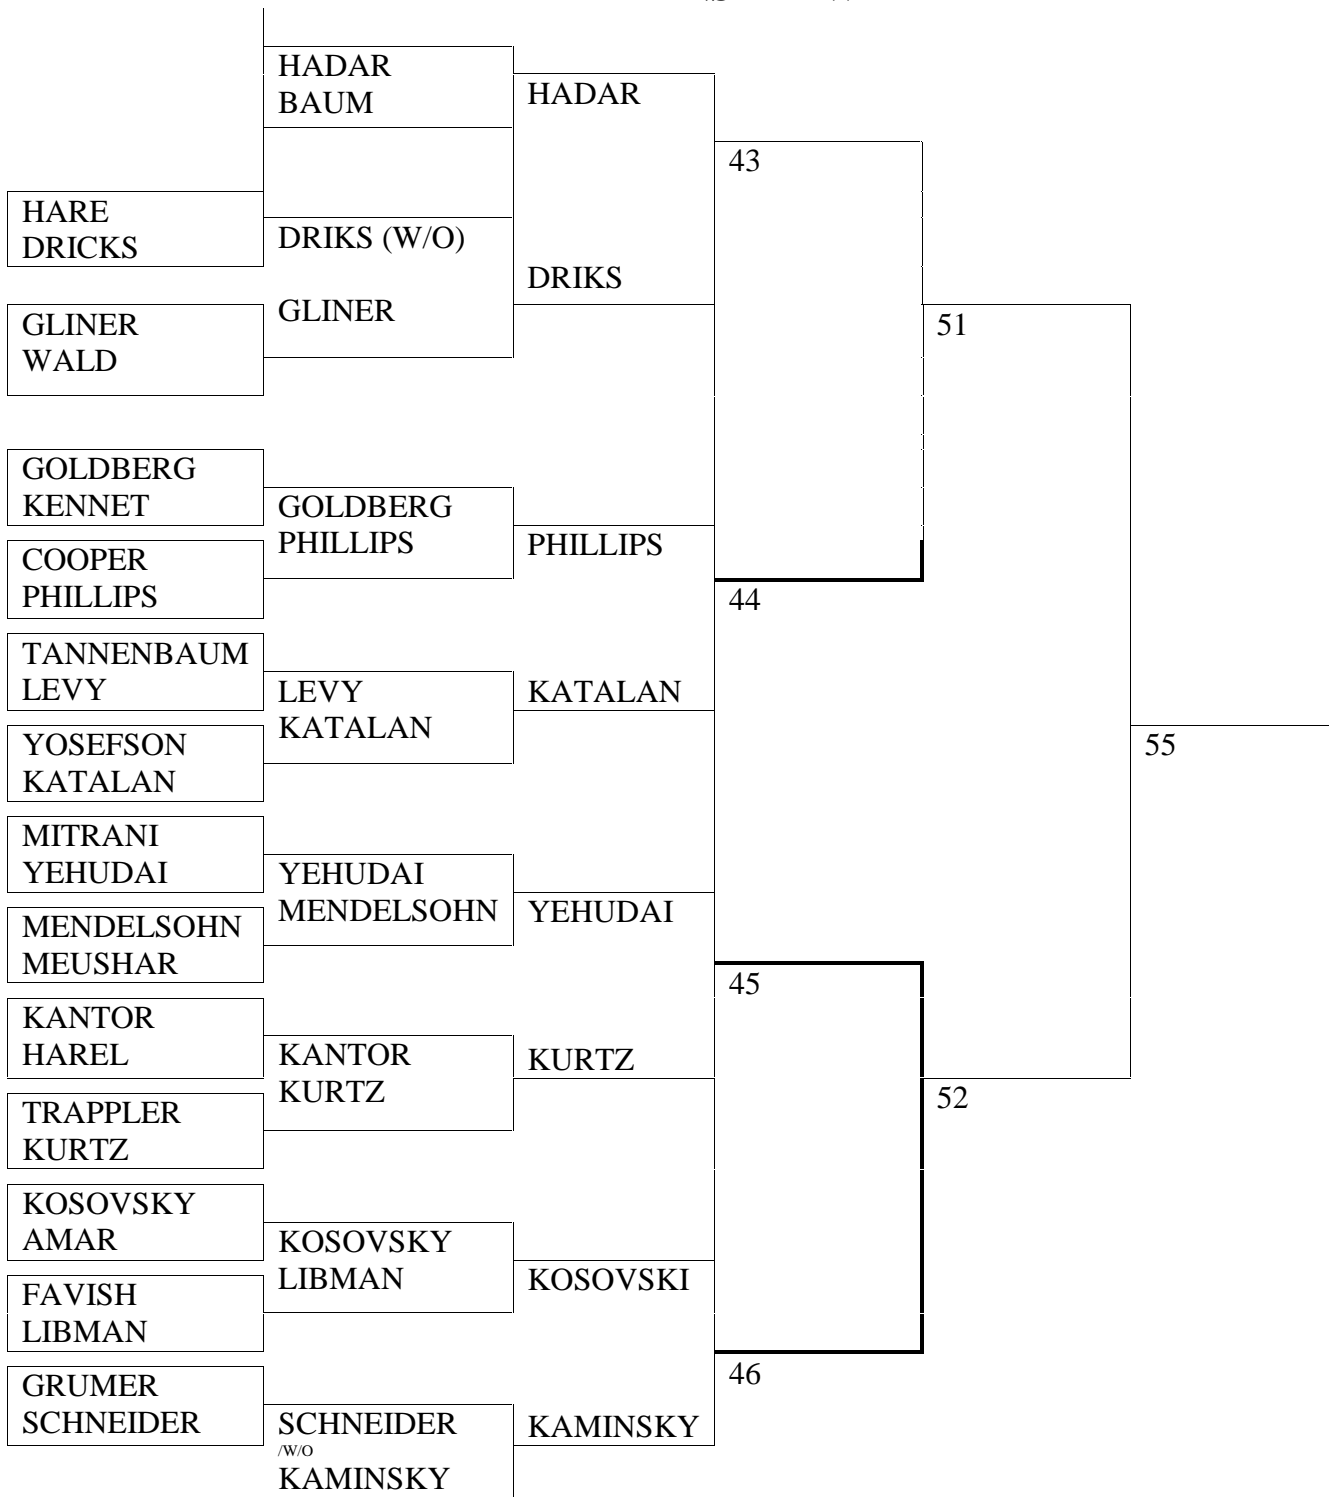 HADAR
BAUM
HADAR
43
HARE
DRICKS
DRIKS (W/O)
DRIKS
GLINER
GLINER
WALD
51
GOLDBERG
KENNET
GOLDBERG
PHILLIPS
PHILLIPS
COOPER
PHILLIPS
44
TANNENBAUM
LEVY
LEVY
KATALAN
KATALAN
YOSEFSON
KATALAN
55
MITRANI
YEHUDAI
YEHUDAI
MENDELSOHN
YEHUDAI
MENDELSOHN
MEUSHAR
45
KANTOR
HAREL
KANTOR
KURTZ
KURTZ
TRAPPLER
KURTZ
52
KOSOVSKY
AMAR
KOSOVSKY
LIBMAN
KOSOVSKI
FAVISH
LIBMAN
46
GRUMER
SCHNEIDER
SCHNEIDER
/W/O
KAMINSKY
KAMINSKY